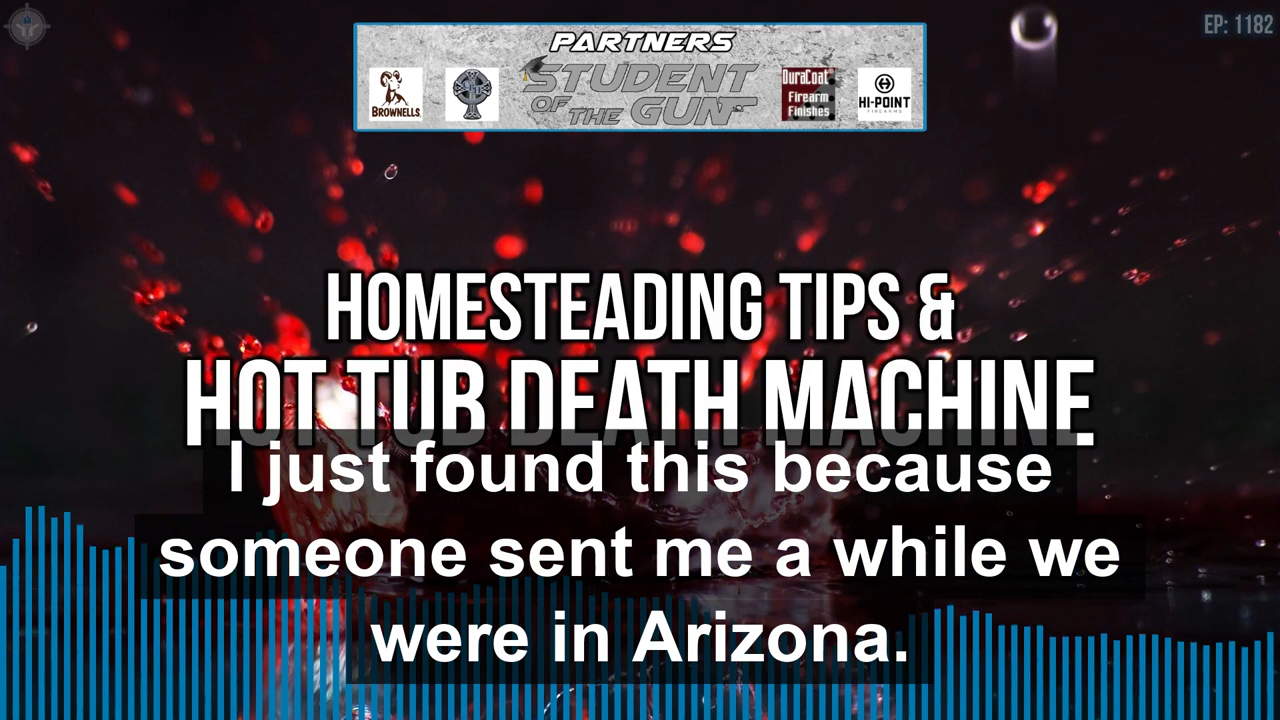 EP: 1182
PARTNERS
STUDENT
OF THE GUN
BROWNELLS
DuraCoat
Firearm
Finishes
HI-POINT
FIREARMS
HOMESTEADING TIPS &
HOT TUB DEATH MACHINE
I just found this because
someone sent me a while we
were in Arizona.